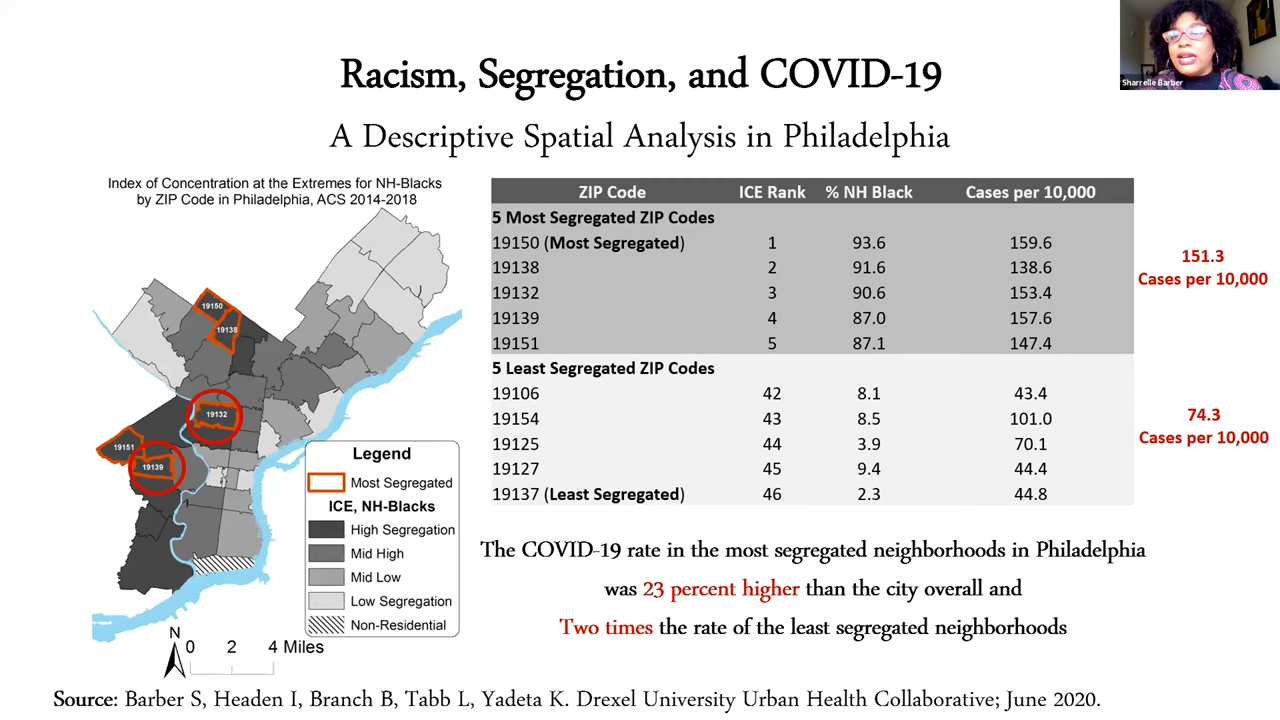 Racism, Segregation, and COVID-19
Sharrelle Barber
A Descriptive Spatial Analysis in Philadelphia
Index of Concentration at the Extremes for NH-Blacks
by ZIP Code in Philadelphia, ACS 2014-2018
19150
19138
19132
19151
19139
Legend
Most Segregated
ICE, NH-Blacks
High Segregation
Mid High
Mid Low
Low Segregation
Non-Residential
N
0 2 4 Miles
ZIP Code ICE Rank % NH Black Cases per 10,000
5 Most Segregated ZIP Codes
19150 (Most Segregated) 1 93.6 159.6
19138 2 91.6 138.6
19132 3 90.6 153.4
19139 4 87.0 157.6
19151 5 87.1 147.4
5 Least Segregated ZIP Codes
19106 42 8.1 43.4
19154 43 8.5 101.0
19125 44 3.9 70.1
19127 45 9.4 44.4
19137 (Least Segregated) 46 2.3 44.8
151.3
Cases per 10,000
74.3
Cases per 10,000
The COVID-19 rate in the most segregated neighborhoods in Philadelphia
was 23 percent higher than the city overall and
Two times the rate of the least segregated neighborhoods
Source: Barber S, Headen I, Branch B, Tabb L, Yadeta K. Drexel University Urban Health Collaborative; June 2020.